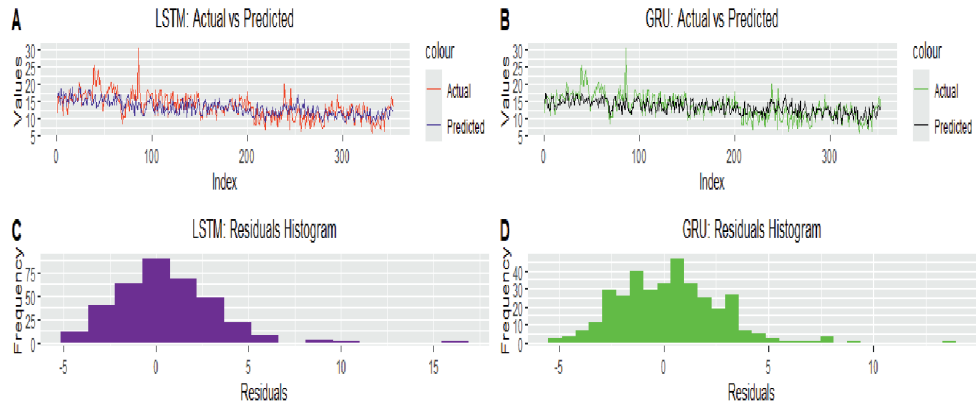 A
LSTM: Actual vs Predicted
Values
30
25
20
15
10
5
0
100
200
300
Index
colour
Actual
Predicted
B
GRU: Actual vs Predicted
Values
30
25
20
15
10
5
0
100
200
300
Index
colour
Actual
Predicted
C
LSTM: Residuals Histogram
Frequency
75
50
25
0
-5
0
5
10
15
Residuals
D
GRU: Residuals Histogram
Frequency
40
30
20
10
0
-5
0
5
10
Residuals